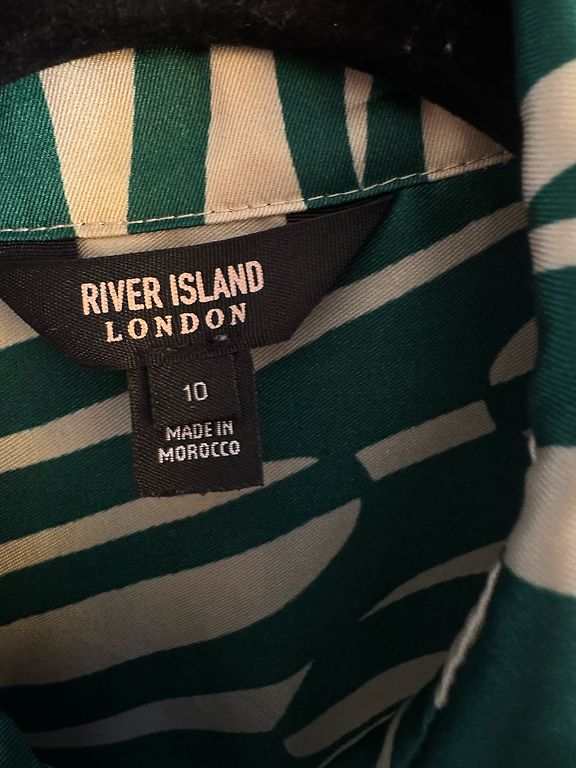 RIVER ISLAND
LONDON
10
MADE IN
MOROCCO